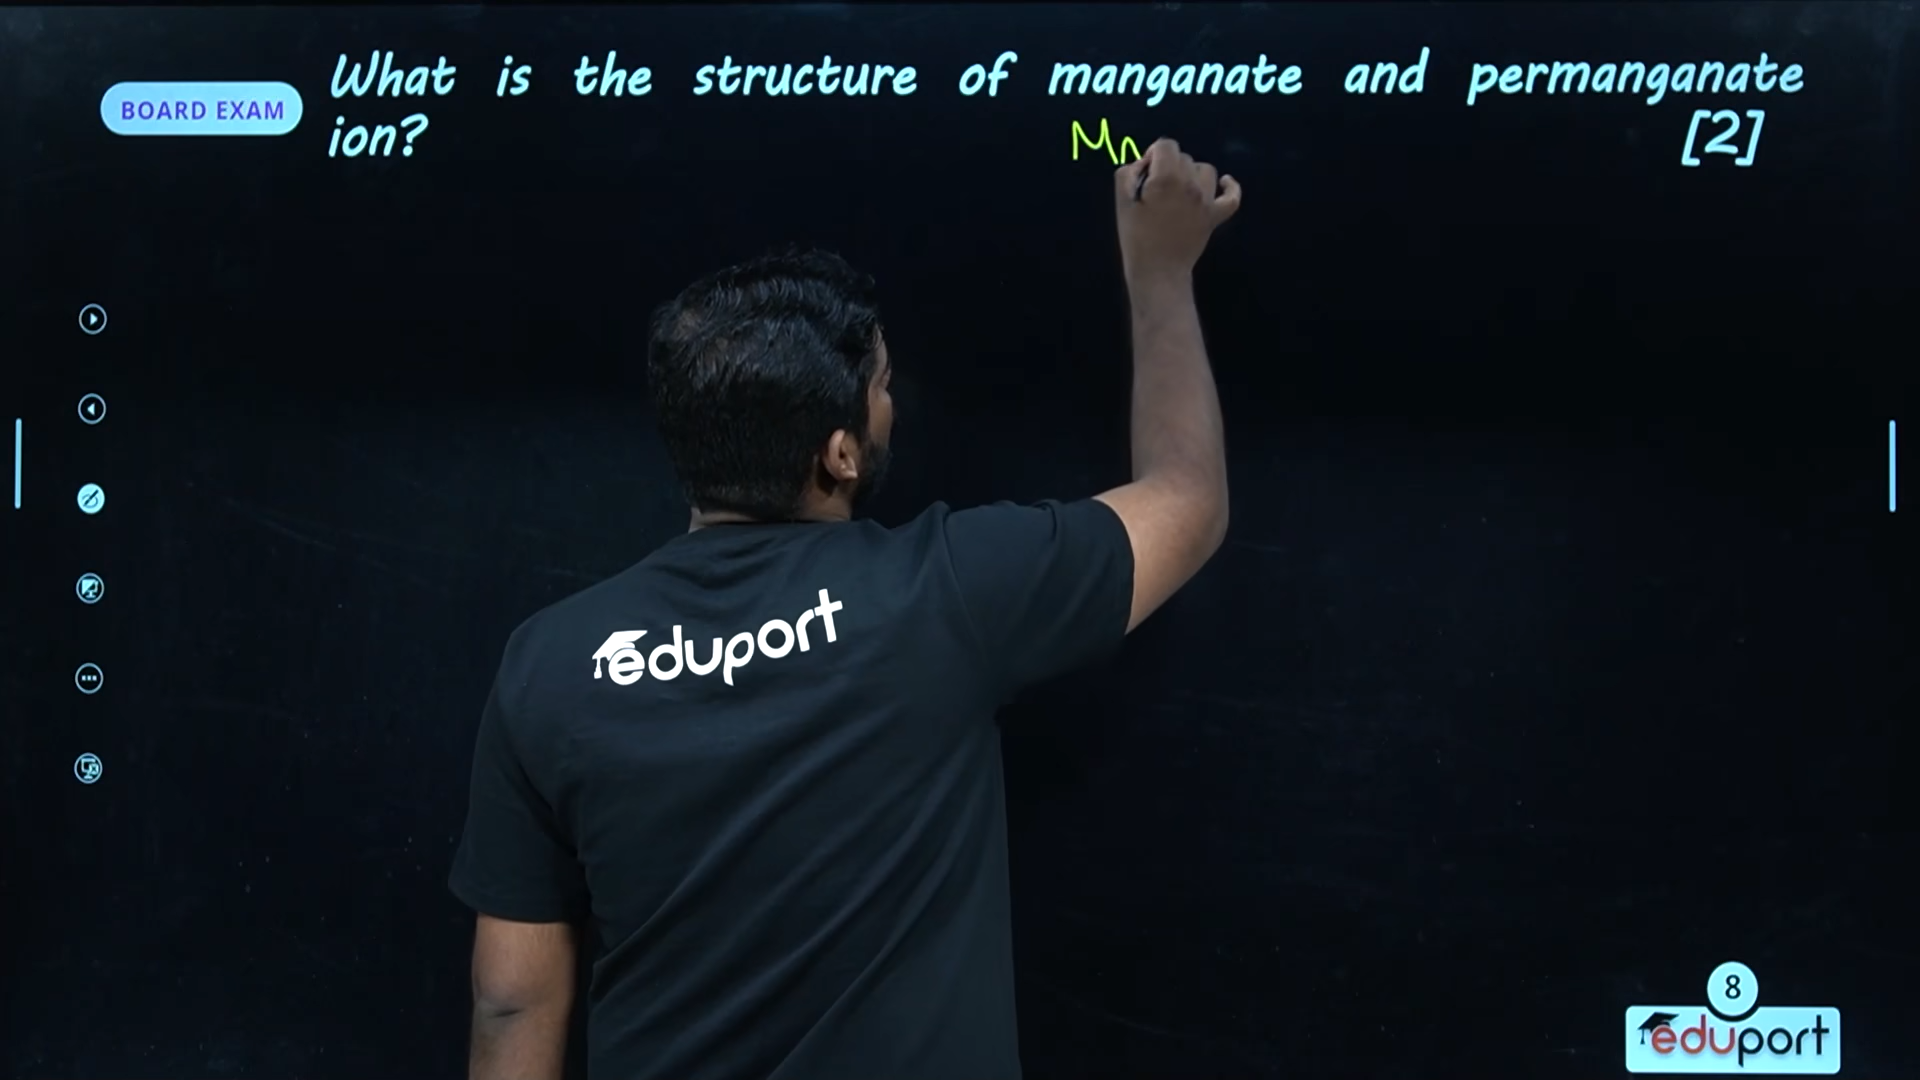 BOARD EXAM
What is the structure of manganate and permanganate
ion? [2]
Mn
eduport
8
eduport